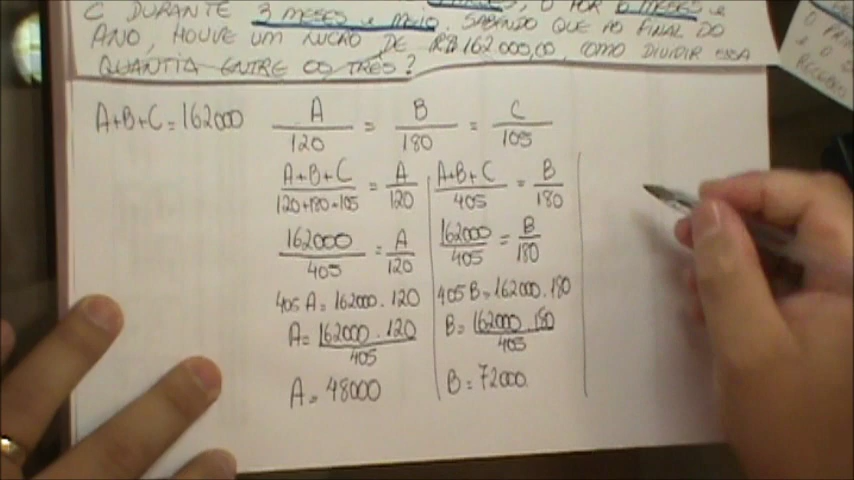 C DURANTE 3 MESES E MEIO. SABENDO QUE AO FINAL DO
ANO, HOUVE UM LUCRO DE R$162000,00, COMO DIVIDIR ESSA
QUANTIA ENTRE OS TRÊS?
A+B+C=162000
A/120 = B/180 = C/105
A+B+C/120+180+105 = A/120
162000/405 = A/120
405A=162000.120
A=162000.120/405
A=48000
A+B+C/405 = B/180
162000/405 = B/180
405B=162000.180
B=162000.180/405
B=72000